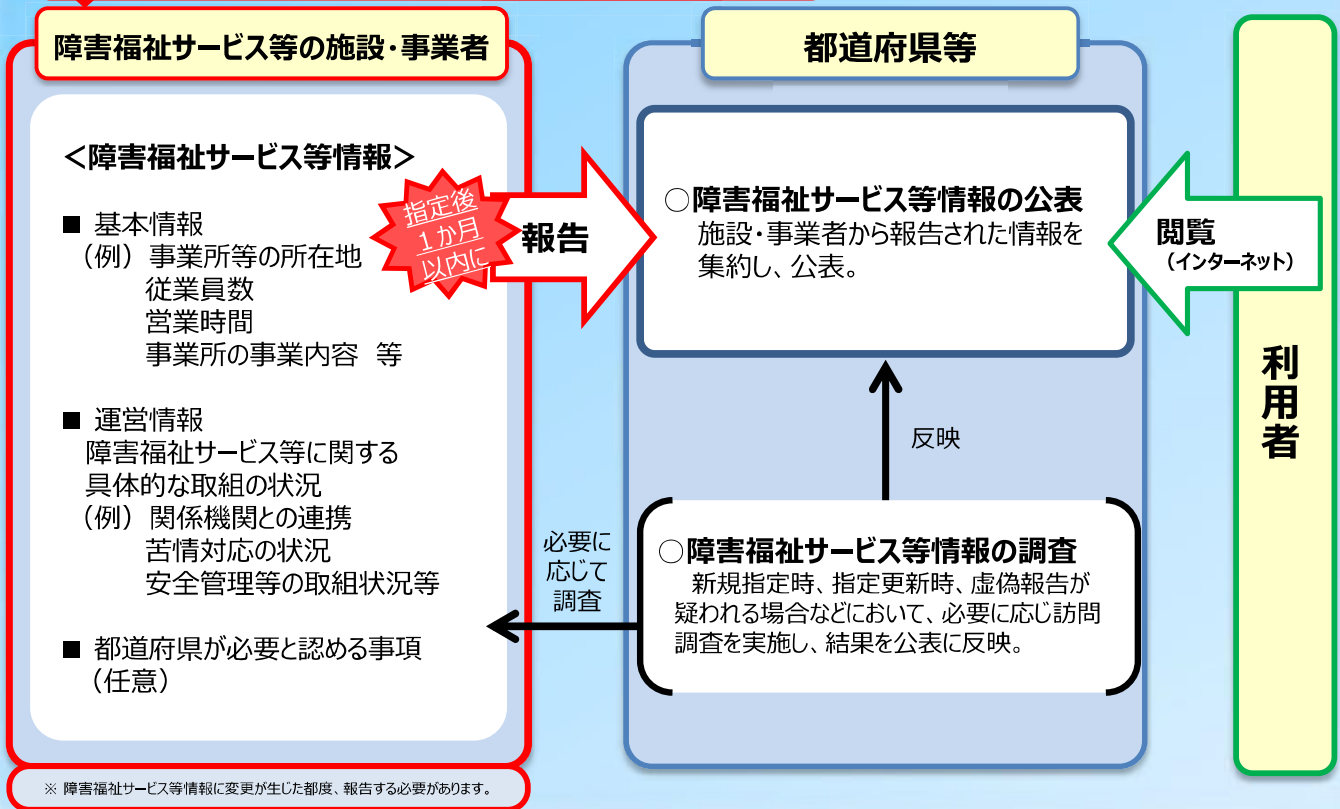 障害福祉サービス等の施設・事業者
＜障害福祉サービス等情報＞
■ 基本情報
（例）事業所等の所在地
従業員数
営業時間
事業所の事業内容 等
■ 運営情報
障害福祉サービス等に関する
具体的な取組の状況
（例）関係機関との連携
苦情対応の状況
安全管理等の取組状況等
■ 都道府県が必要と認める事項
（任意）
※ 障害福祉サービス等情報に変更が生じた都度、報告する必要があります。
指定後
１か月
以内に
報告
必要に
応じて
調査
都道府県等
○障害福祉サービス等情報の公表
施設・事業者から報告された情報を
集約し、公表。
反映
○障害福祉サービス等情報の調査
新規指定時、指定更新時、虚偽報告が
疑われる場合などにおいて、必要に応じ訪問
調査を実施し、結果を公表に反映。
閲覧
（インターネット）
利用者